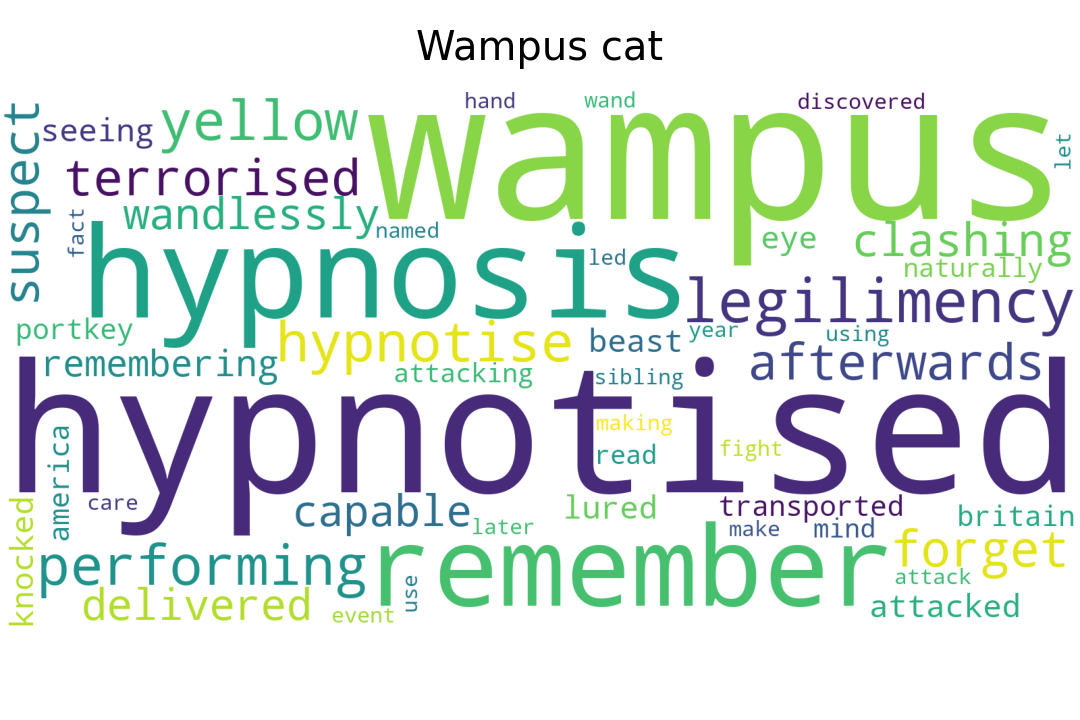 Wampus cat
hand
wand
discovered
suspect
seeing
yellow
wampus
let
terrorised
wandlessly
fact
named
hypnosis
led
eye
clashing
naturally
legilimency
portkey
hypnotise
beast
year
using
remembering
attacking
sibling
afterwards
hypnotised
making
read
fight
america
care
knocked
capable
later
lured
transported
make
mind
britain
performing
remember
forget
attack
delivered
event
use
attacked